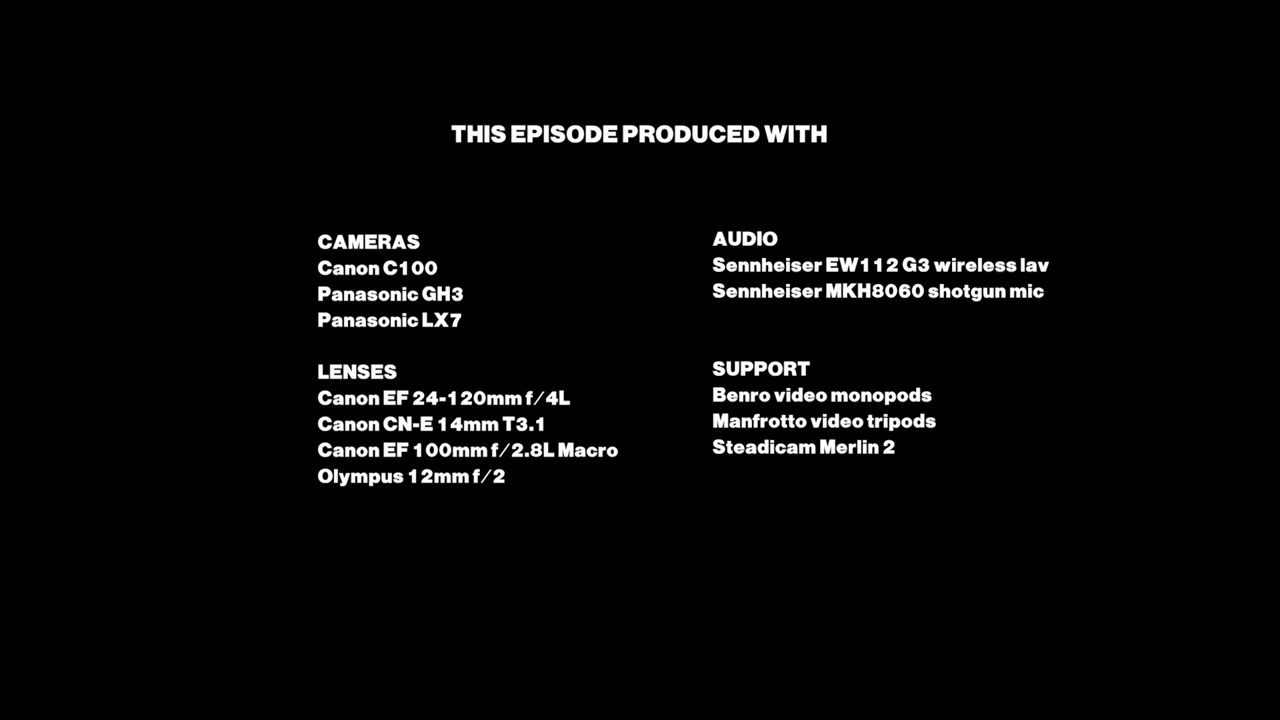 THIS EPISODE PRODUCED WITH
CAMERAS
Canon C100
Panasonic GH3
Panasonic LX7
LENSES
Canon EF 24-120mm f/4L
Canon CN-E 14mm T3.1
Canon EF 100mm f/2.8L Macro
Olympus 12mm f/2
AUDIO
Sennheiser EW112 G3 wireless lav
Sennheiser MKH8060 shotgun mic
SUPPORT
Benro video monopods
Manfrotto video tripods
Steadicam Merlin 2